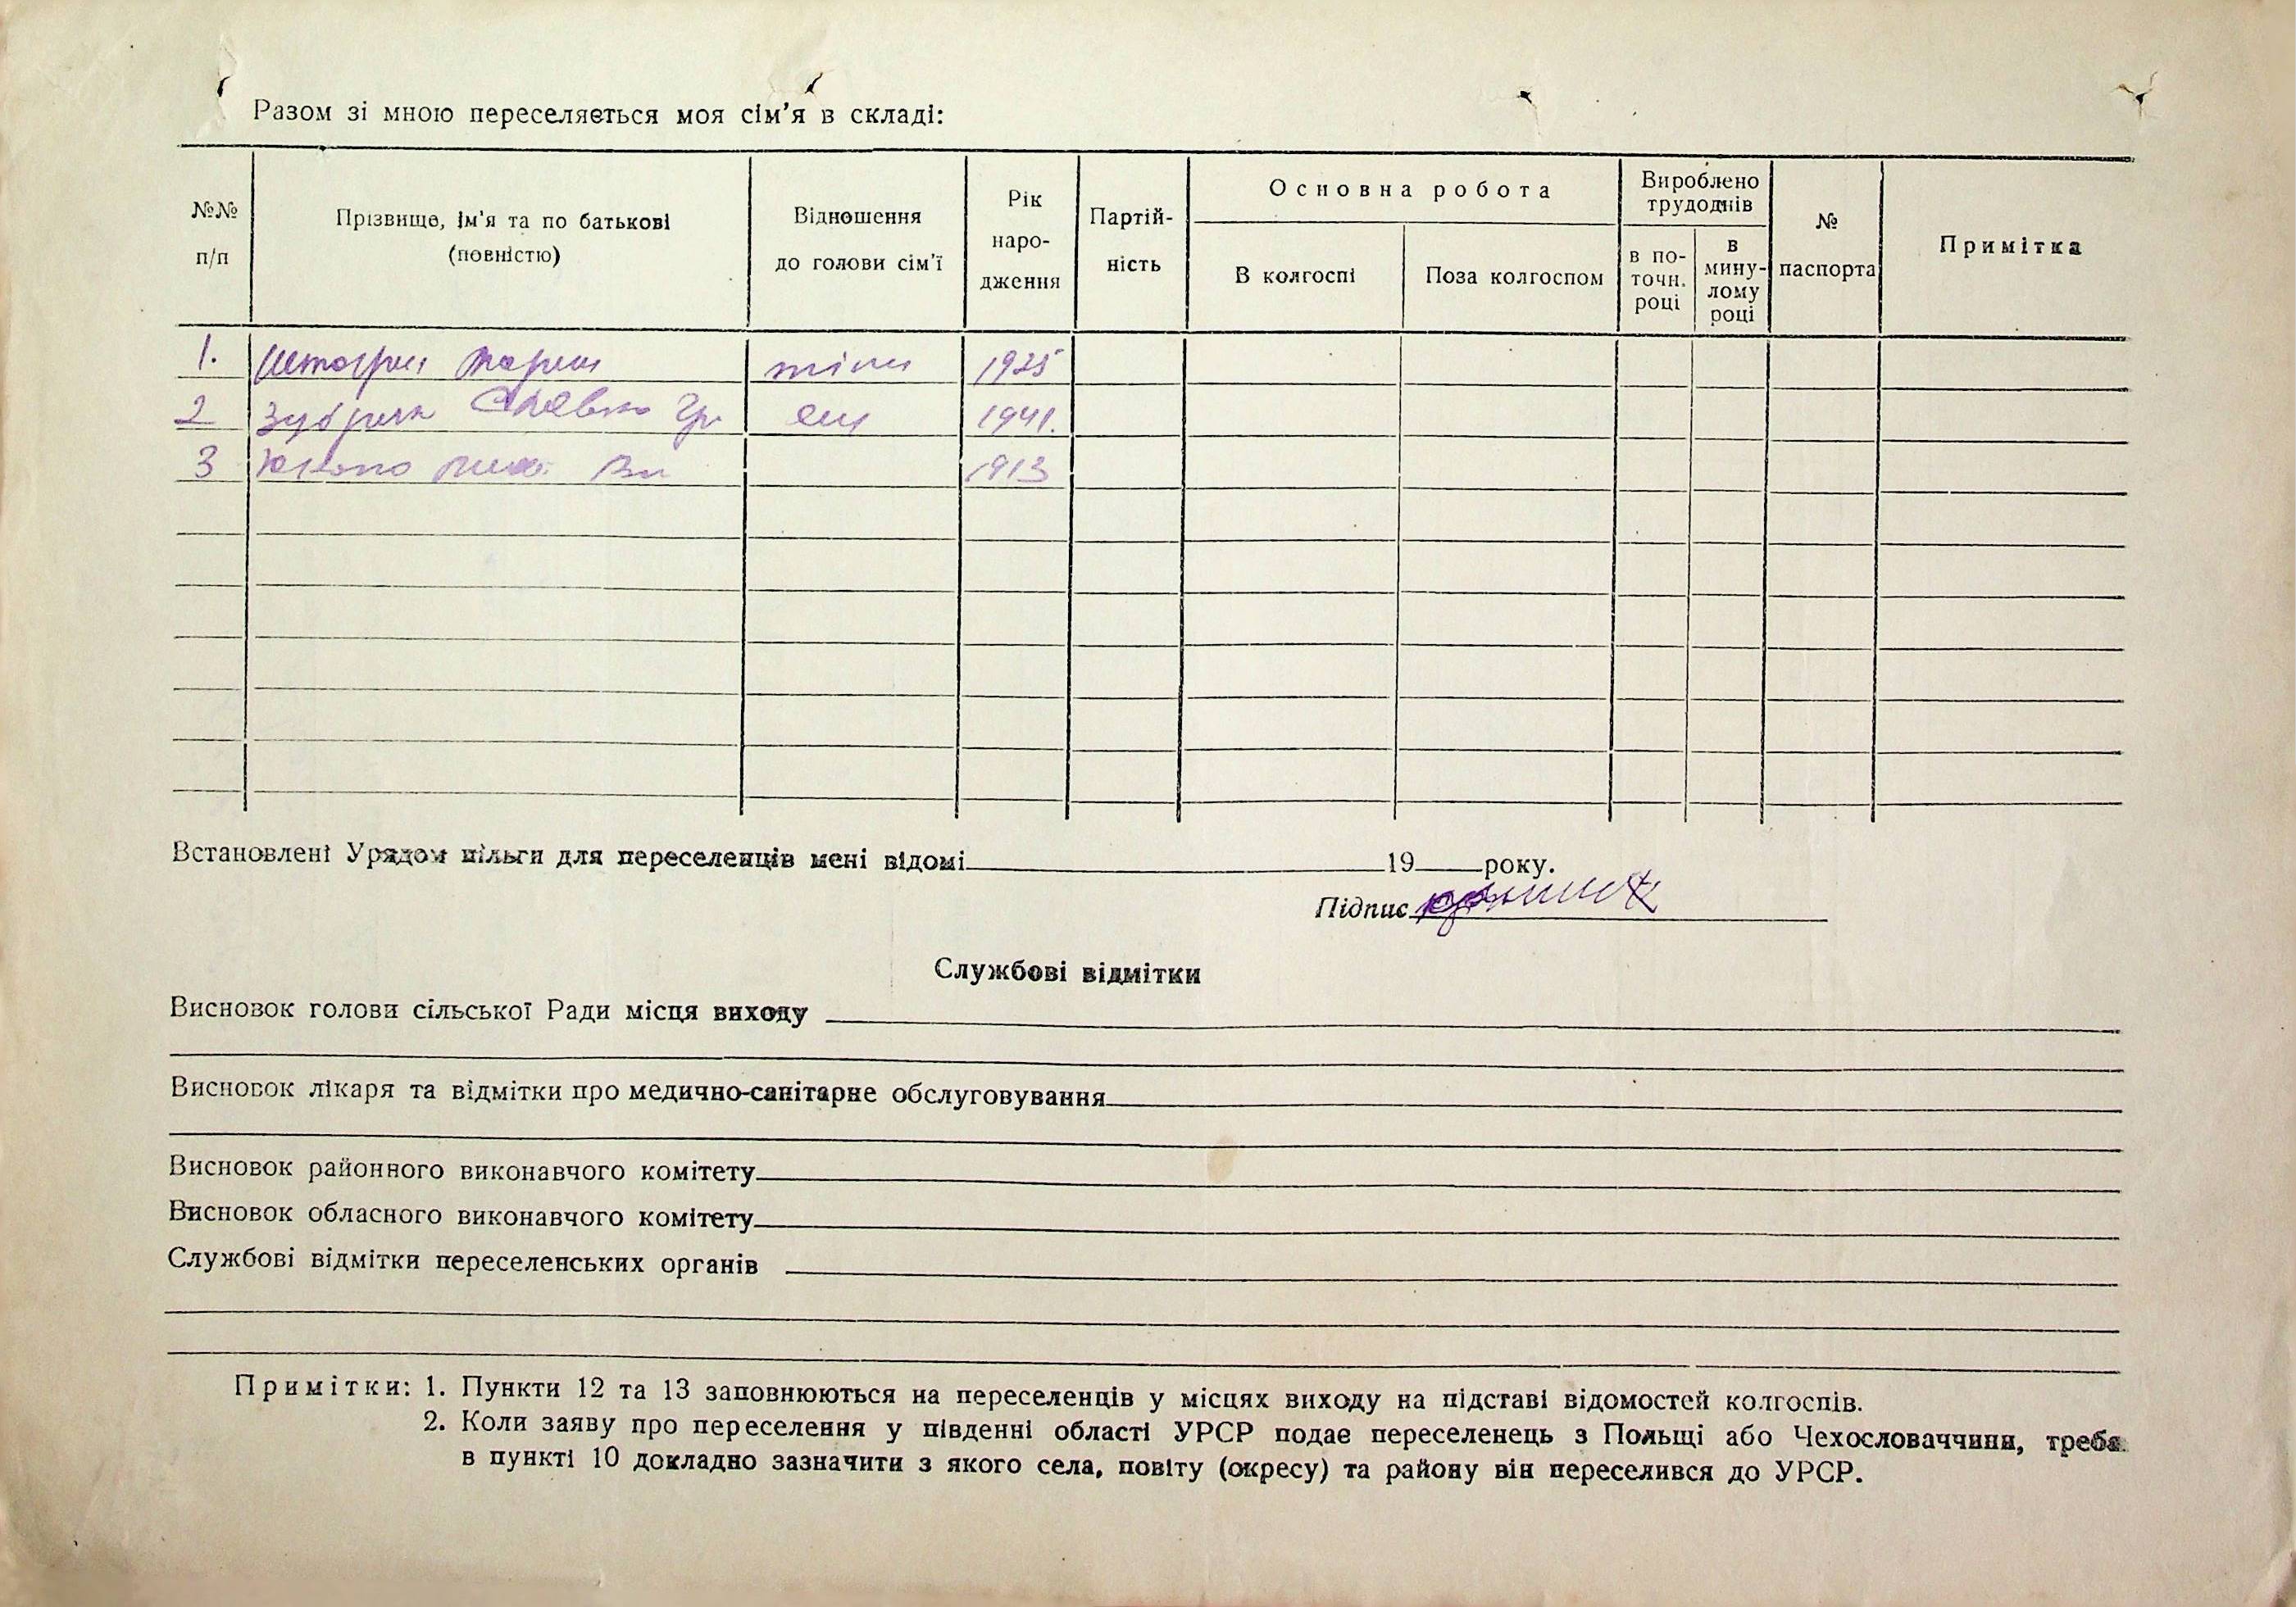 Разом зі мною переселяється моя сім'я в складі:
№№ п/п
Прізвище, ім'я та по батькові (повністю)
Відношення до голови сім'ї
Рік народження
Партійність
Основна робота
В колгоспі
Поза колгоспом
Вироблено трудоднів
в поточн. році
в минулому році
№ паспорта
Примітка
1. 1925
2 1941.
3 1913
Встановлені Урядом пільги для переселенців мені відомі 19 року.
Підпис
Службові відмітки
Висновок голови сільської Ради місця виходу
Висновок лікаря та відмітки про медично-санітарне обслуговування
Висновок районного виконавчого комітету
Висновок обласного виконавчого комітету
Службові відмітки переселенських органів
Примітки: 1. Пункти 12 та 13 заповнюються на переселенців у місцях виходу на підставі відомостей колгоспів.
2. Коли заяву про переселення у південні області УРСР подає переселенець з Польщі або Чехословаччини, треба
в пункті 10 докладно зазначити з якого села, повіту (окресу) та району він переселився до УРСР.